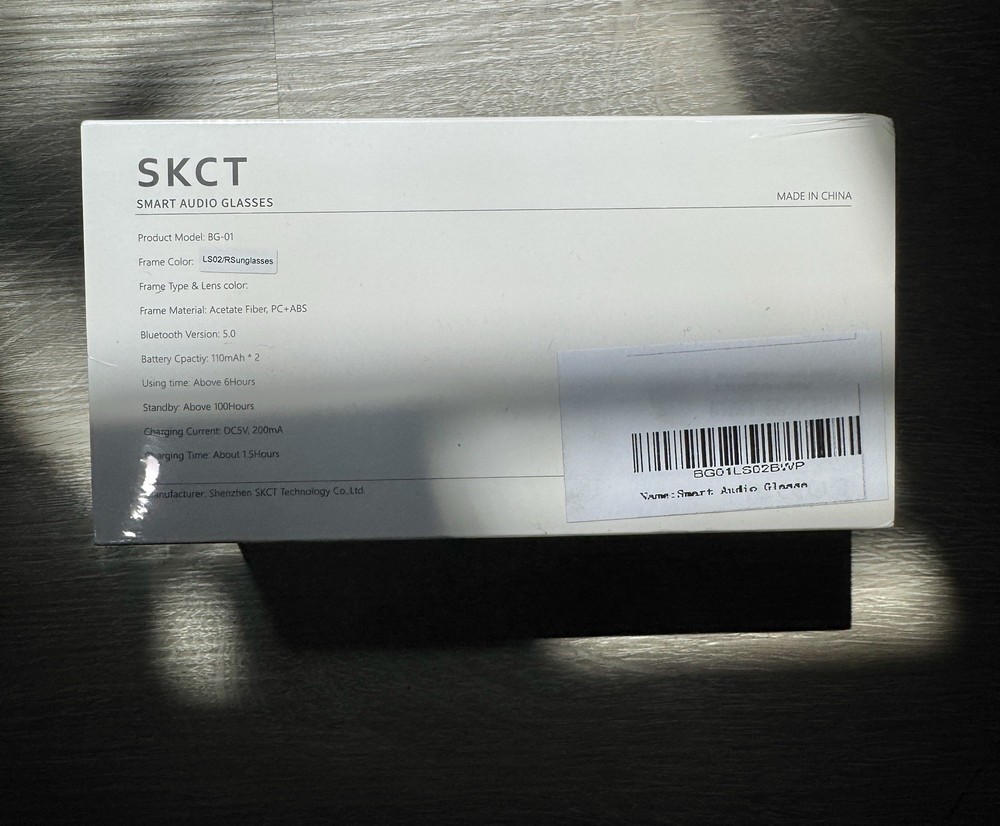 SKCT
SMART AUDIO GLASSES
MADE IN CHINA
Product Model: BG-01
Frame Color: LS02/RSunglasses
Frame Type & Lens color:
Frame Material: Acetate Fiber, PC+ABS
Bluetooth Version: 5.0
Battery Cpactiy: 110mAh * 2
Using time: Above 6Hours
Standby: Above 100Hours
Charging Current: DC5V, 200mA
Charging Time: About 1.5Hours
Manufacturer: Shenzhen SKCT Technology Co.,Ltd.
BG01LS02BWP
Name:Smart Audio Glasse